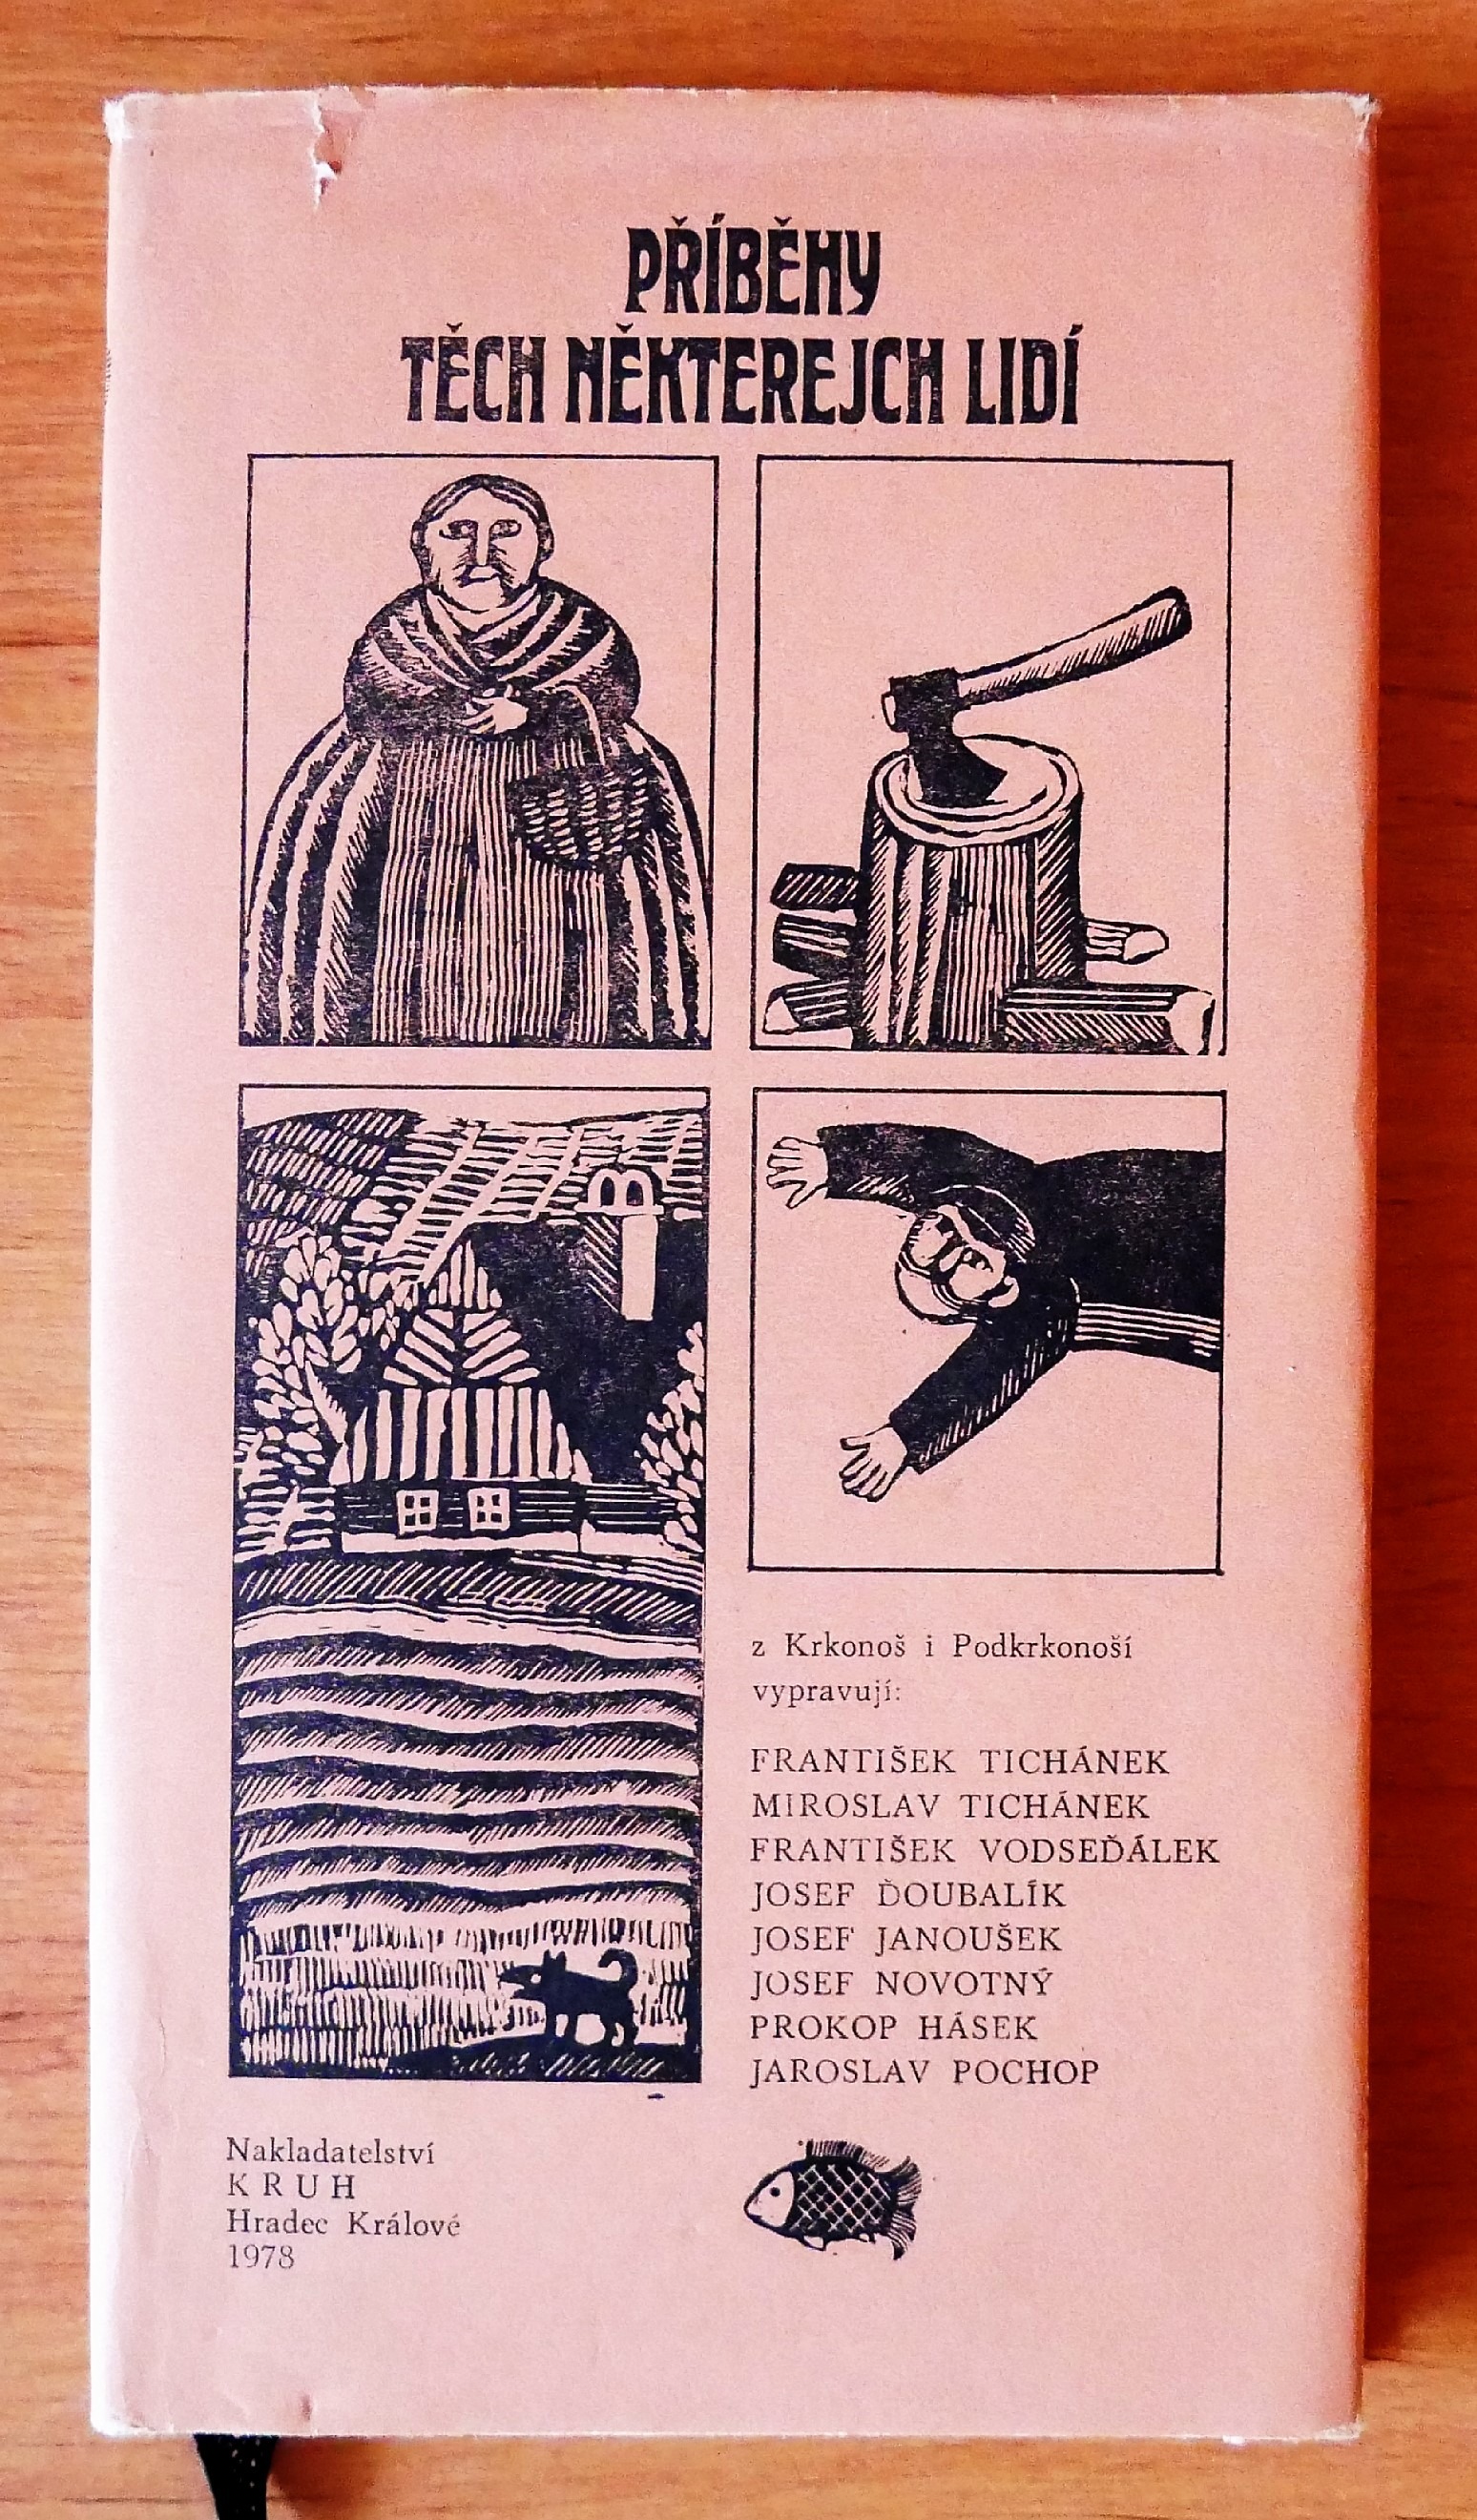 PŘÍBĚHY
TĚCH NĚKTEREJCH LIDÍ
z Krkonoš i Podkrkonoší
vypravují:
FRANTIŠEK TICHÁNEK
MIROSLAV TICHÁNEK
FRANTIŠEK VODSEĎÁLEK
JOSEF ĎOUBALÍK
JOSEF JANOUŠEK
JOSEF NOVOTNÝ
PROKOP HÁSEK
JAROSLAV POCHOP
Nakladatelství
KRUH
Hradec Králové
1978